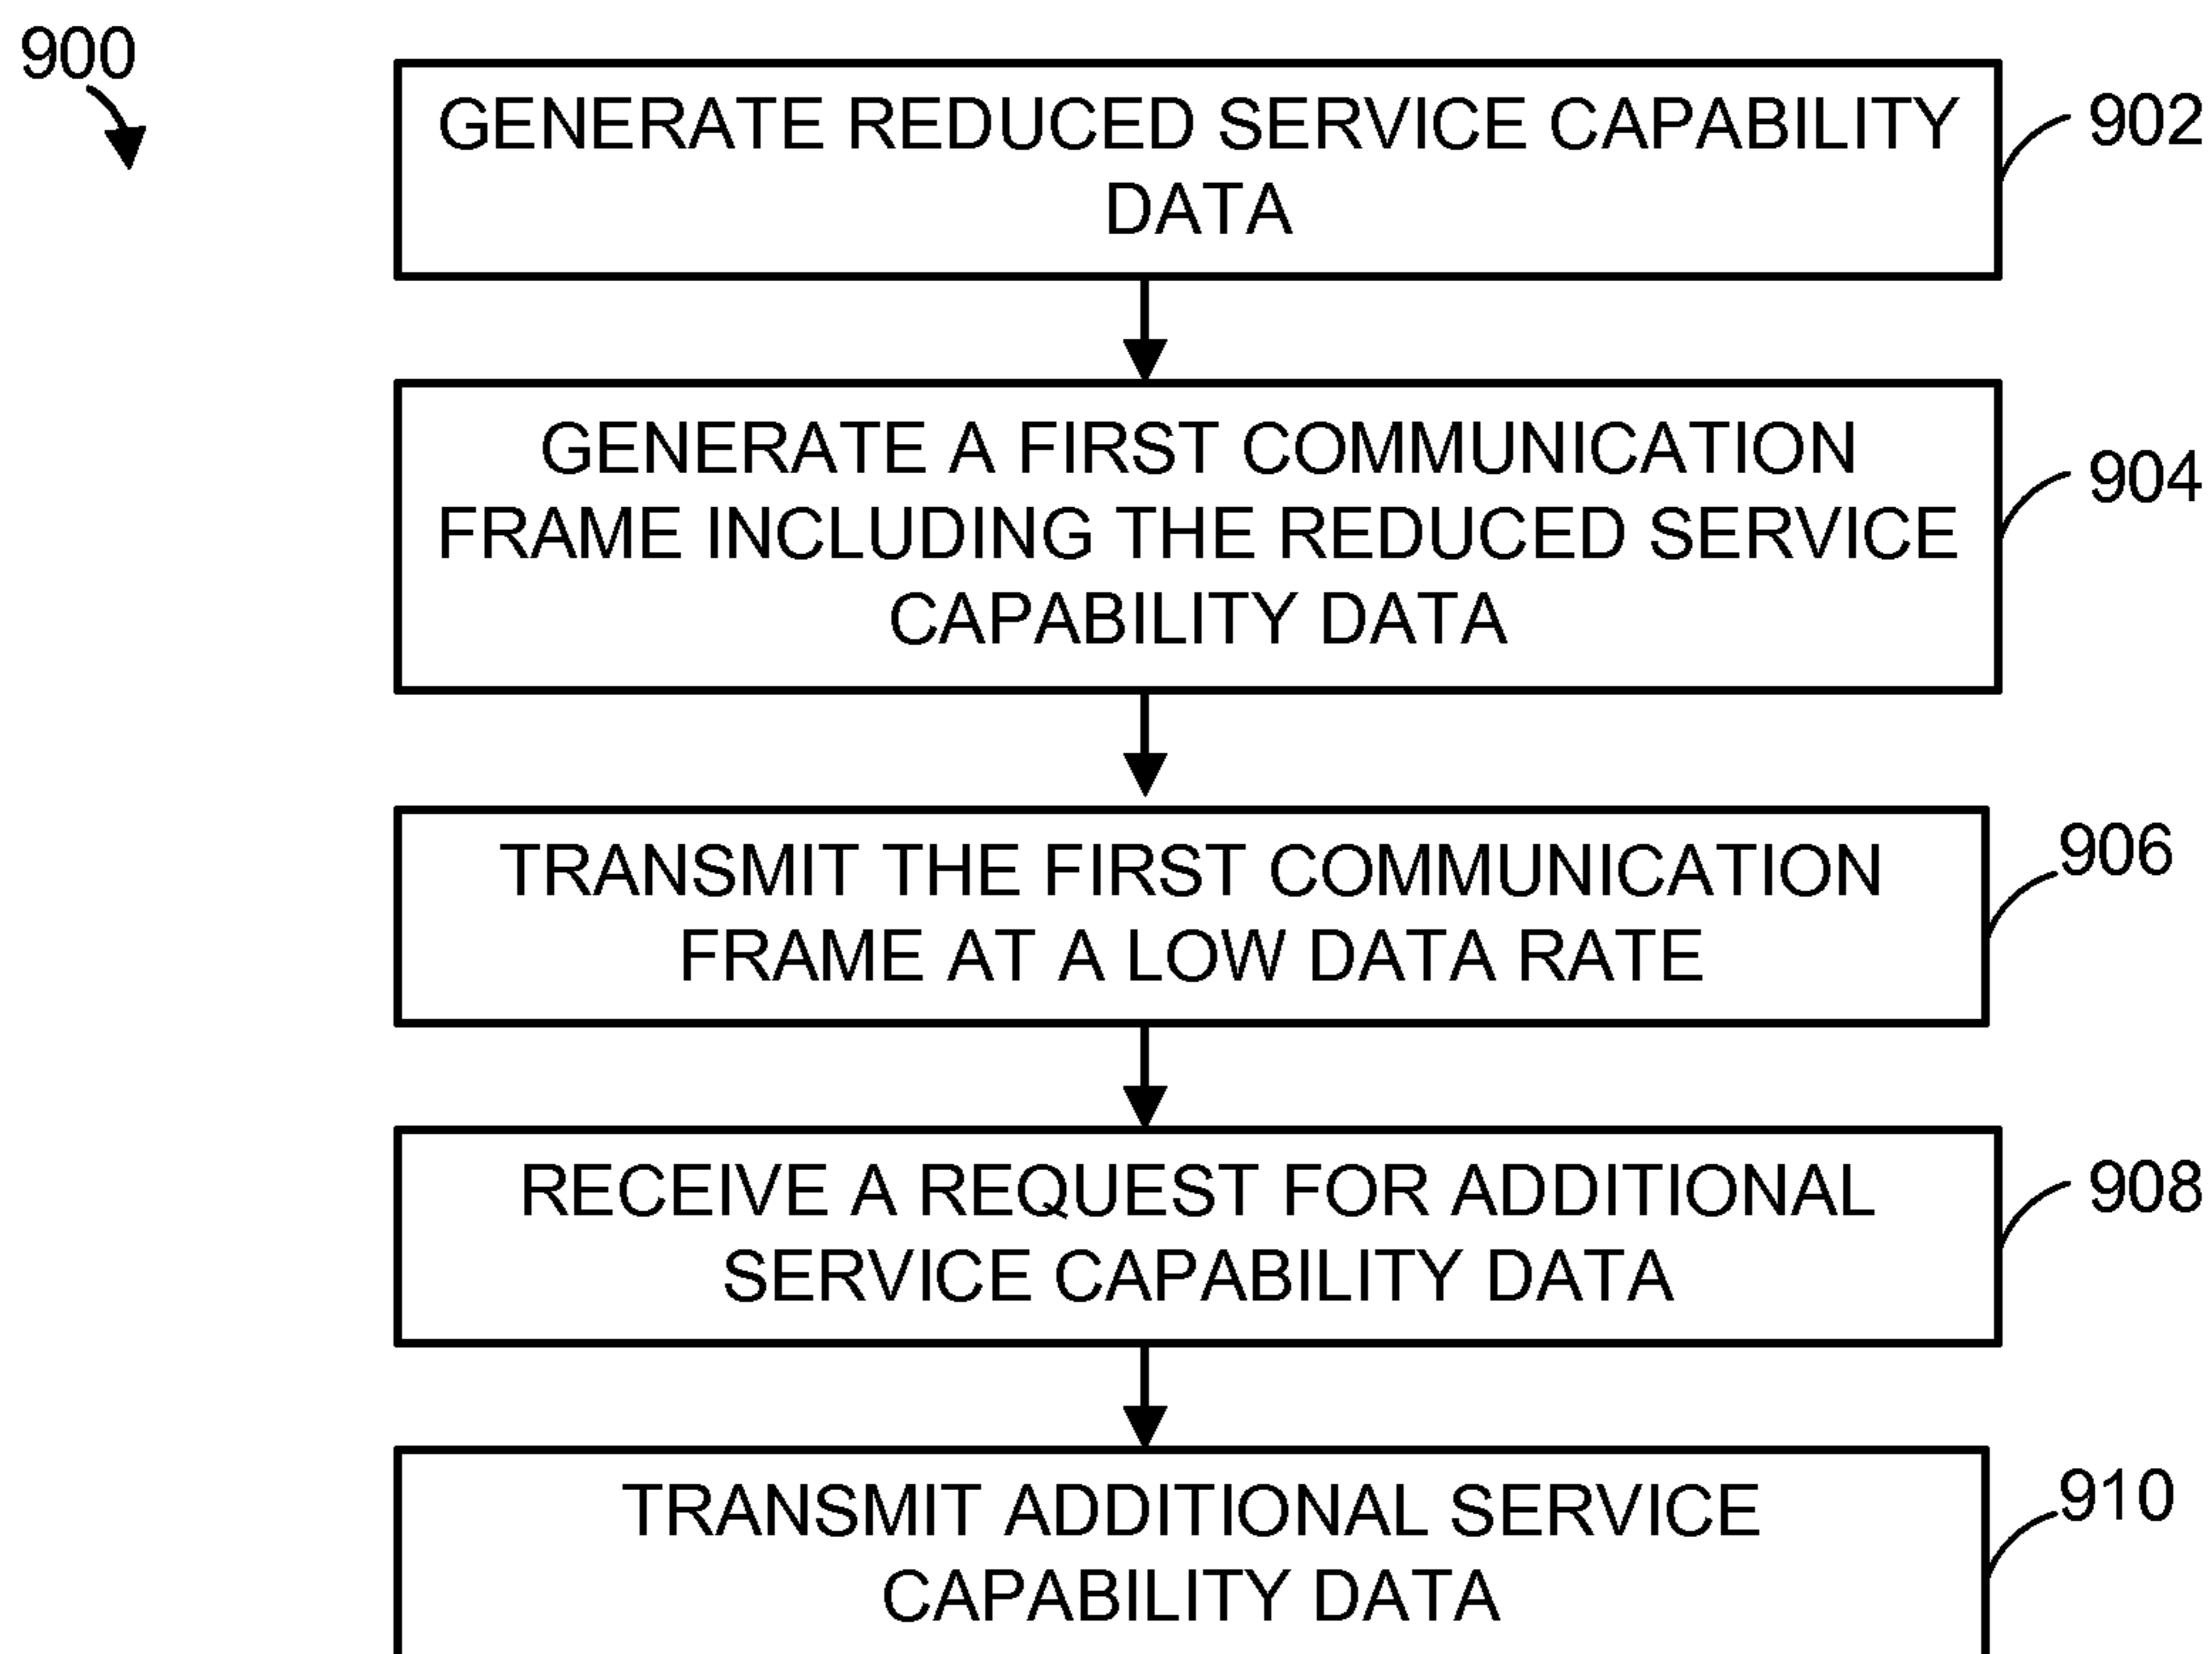 900
GENERATE REDUCED SERVICE CAPABILITY
DATA
902
GENERATE A FIRST COMMUNICATION
FRAME INCLUDING THE REDUCED SERVICE
CAPABILITY DATA
904
TRANSMIT THE FIRST COMMUNICATION
FRAME AT A LOW DATA RATE
906
RECEIVE A REQUEST FOR ADDITIONAL
SERVICE CAPABILITY DATA
908
TRANSMIT ADDITIONAL SERVICE
CAPABILITY DATA
910